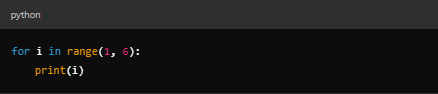 python
for i in range(1, 6):
    print(i)